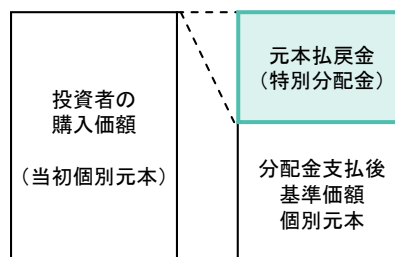 投資者の
購入価額
（当初個別元本）
元本払戻金
（特別分配金）
分配金支払後
基準価額
個別元本